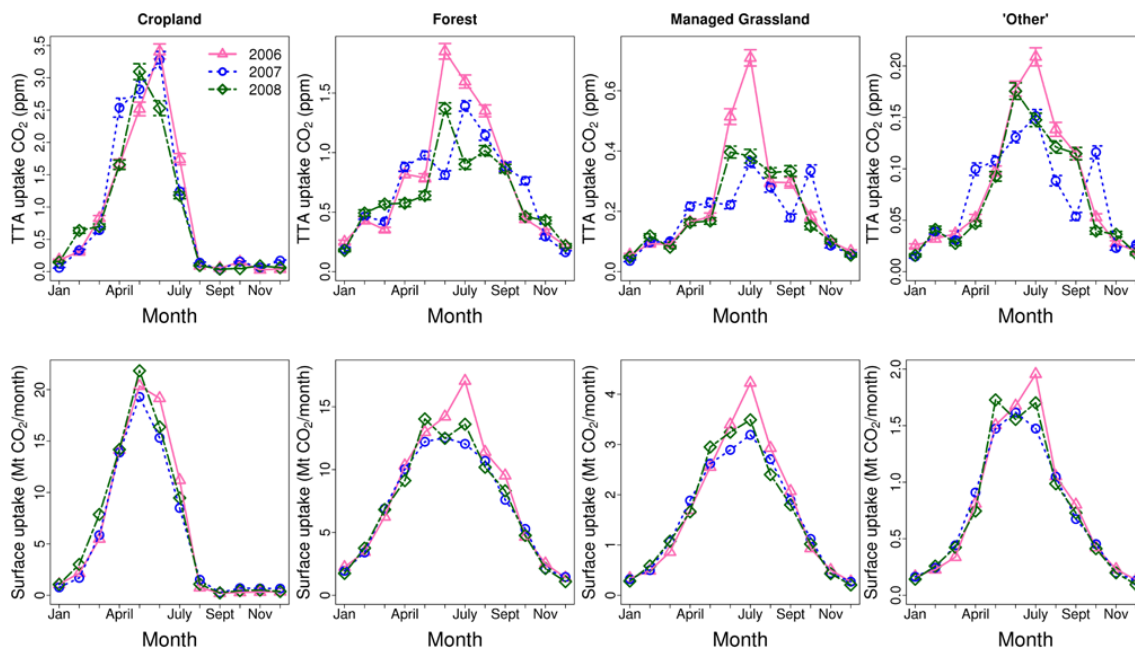 Cropland
Forest
Managed Grassland
'Other'
TTA uptake CO₂ (ppm)
0.0 0.5 1.0 1.5 2.0 2.5 3.0 3.5
2006
2007
2008
Jan April July Sept Nov
Month
TTA uptake CO₂ (ppm)
0.0 0.5 1.0 1.5
Jan April July Sept Nov
Month
TTA uptake CO₂ (ppm)
0.0 0.2 0.4 0.6
Jan April July Sept Nov
Month
TTA uptake CO₂ (ppm)
0.00 0.05 0.10 0.15 0.20
Jan April July Sept Nov
Month
Surface uptake (Mt CO₂/month)
0 5 10 15 20
Jan April July Sept Nov
Month
Surface uptake (Mt CO₂/month)
0 5 10 15
Jan April July Sept Nov
Month
Surface uptake (Mt CO₂/month)
0 1 2 3 4
Jan April July Sept Nov
Month
Surface uptake (Mt CO₂/month)
0.0 0.5 1.0 1.5 2.0
Jan April July Sept Nov
Month